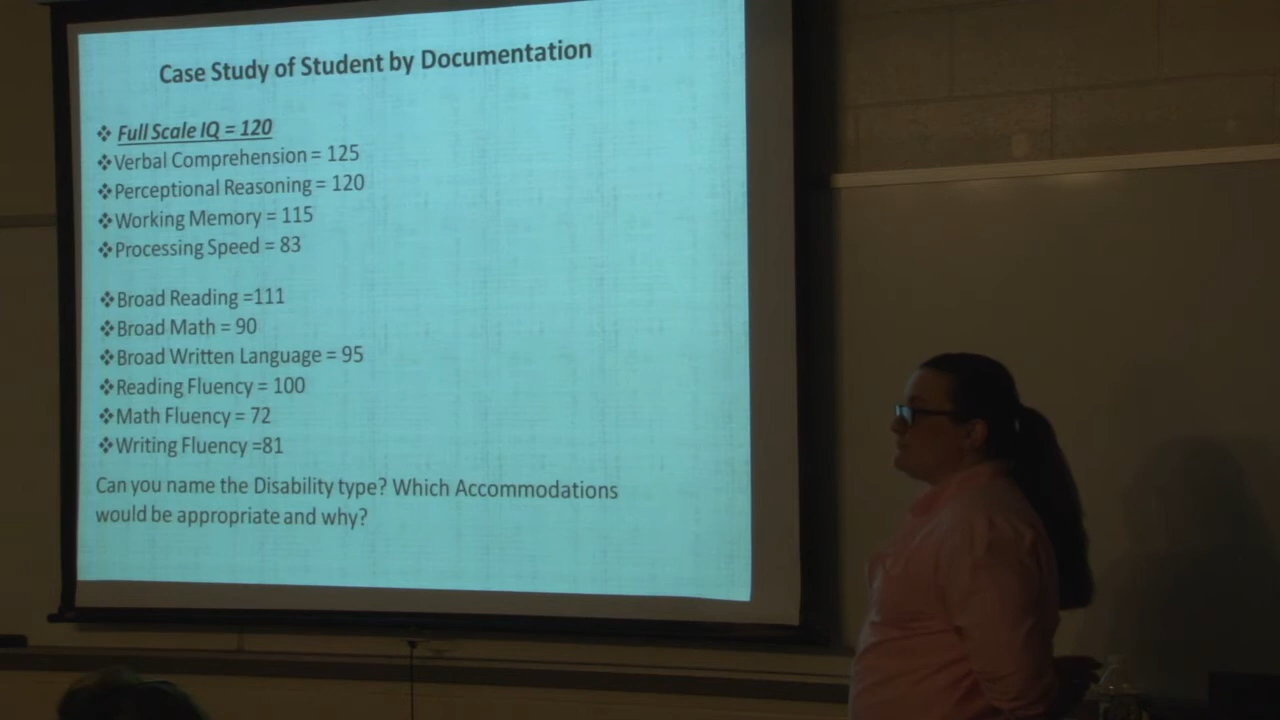 Case Study of Student by Documentation
❖ Full Scale IQ = 120
❖Verbal Comprehension = 125
❖Perceptional Reasoning = 120
❖Working Memory = 115
❖Processing Speed = 83
❖Broad Reading =111
❖Broad Math = 90
❖Broad Written Language = 95
❖Reading Fluency = 100
❖Math Fluency = 72
❖Writing Fluency =81
Can you name the Disability type? Which Accommodations
would be appropriate and why?